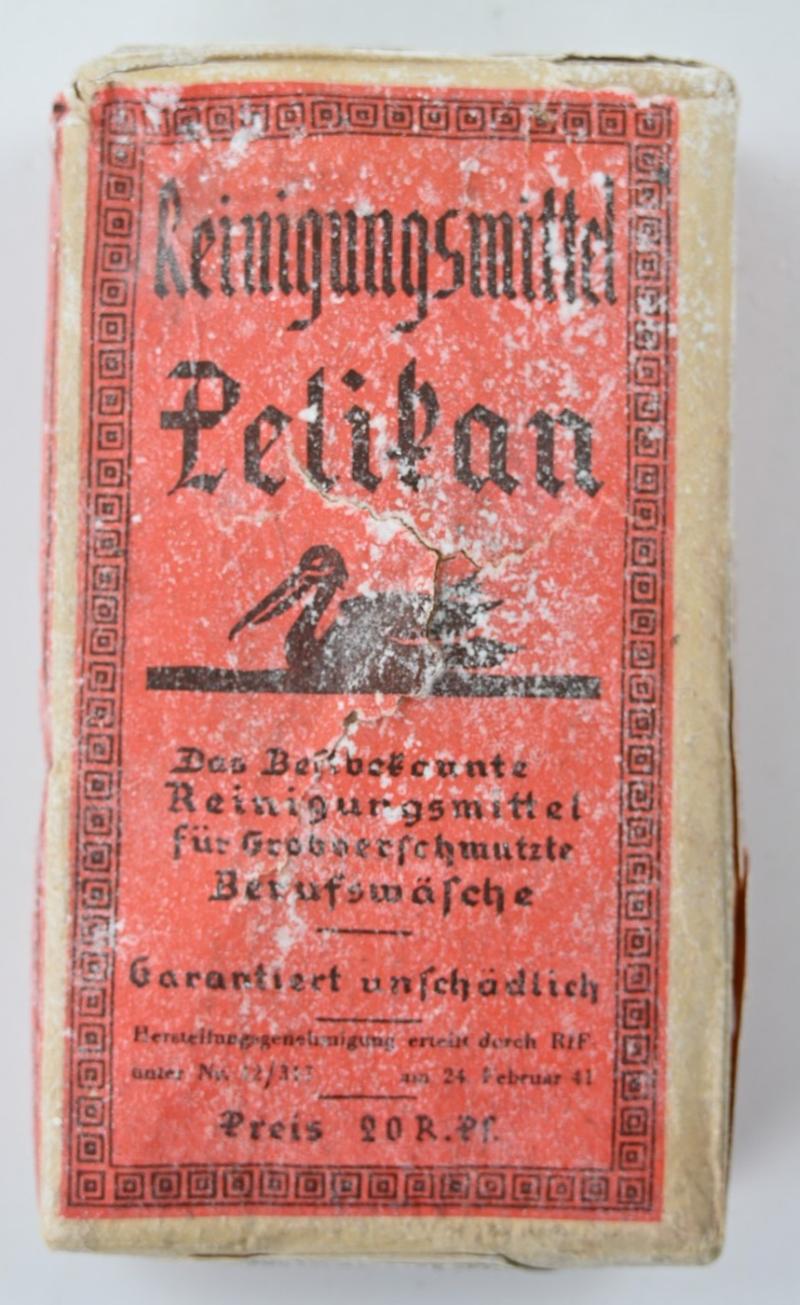 Reinigungsmittel
Pelikan
Das Bestbekannte
Reinigungsmittel
für Grobverschmutzte
Berufswäsche
Garantiert unschädlich
Herstellungsgenehmigung erteilt durch RIF.
unter Nr. am 24. Februar 41
Preis 20 R.Pf.